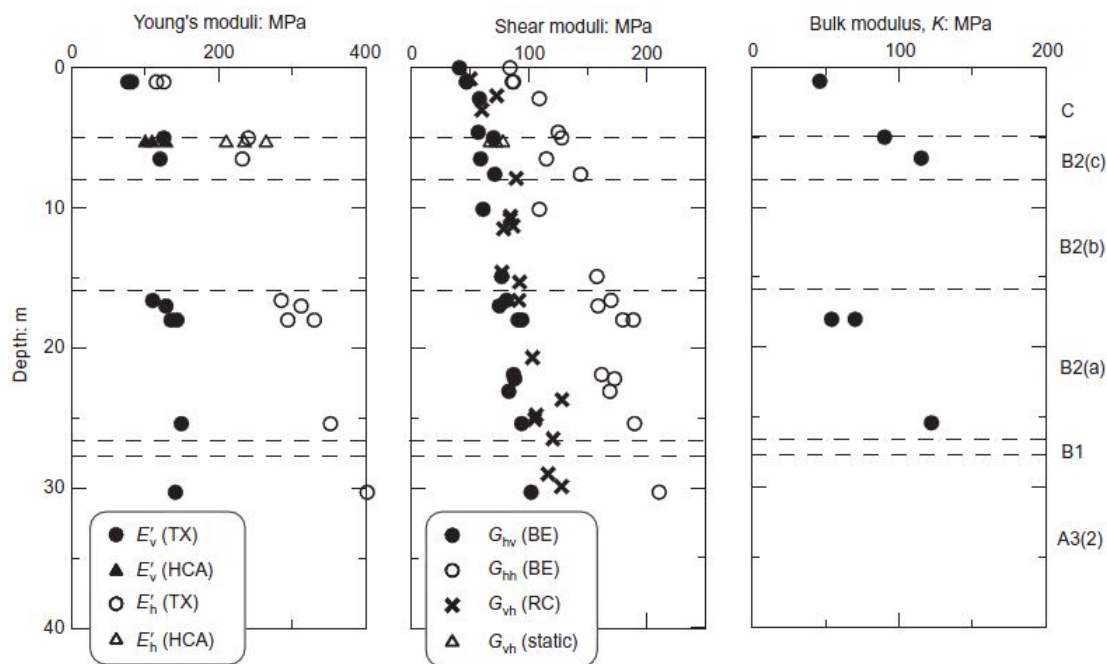 Young's moduli: MPa
0 200 400
Shear moduli: MPa
0 100 200
Bulk modulus, K: MPa
0 100 200
Depth: m
0
10
20
30
40
C
B2(c)
B2(b)
B2(a)
B1
A3(2)
E′v (TX)
E′v (HCA)
E′h (TX)
E′h (HCA)
Ghv (BE)
Ghh (BE)
Gvh (RC)
Gvh (static)